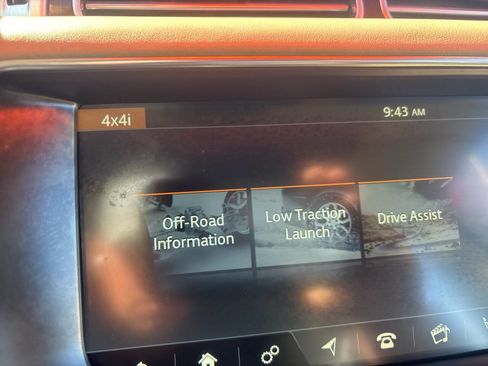 4x4i
9:43 AM
Off-Road
Information
Low Traction
Launch
Drive Assist